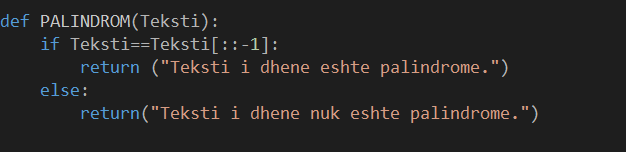 def PALINDROM(Teksti):
    if Teksti==Teksti[::-1]:
        return ("Teksti i dhene eshte palindrome.")
    else:
        return("Teksti i dhene nuk eshte palindrome.")